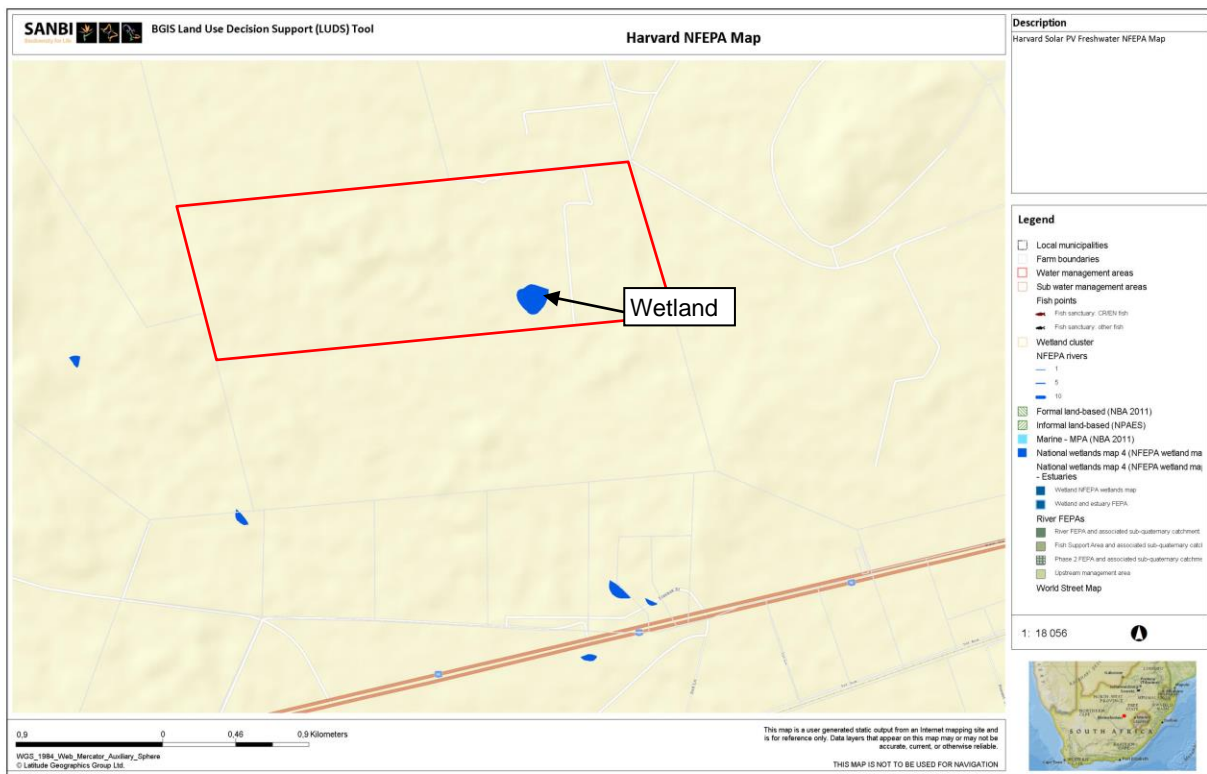 SANBI
Biodiversity for Life
BGIS Land Use Decision Support (LUDS) Tool
Harvard NFEPA Map
Description
Harvard Solar PV Freshwater NFEPA Map
Wetland
Legend
Local municipalities
Farm boundaries
Water management areas
Sub water management areas
Fish points
Fish sanctuary: CR/EN fish
Fish sanctuary: other fish
Wetland cluster
NFEPA rivers
1
5
10
Formal land-based (NBA 2011)
Informal land-based (NPAES)
Marine - MPA (NBA 2011)
National wetlands map 4 (NFEPA wetland ma
National wetlands map 4 (NFEPA wetland ma
- Estuaries
Wetland NFEPA wetlands map
Wetland and estuary FEPA
River FEPAs
River FEPA and associated sub-quaternary catchment
Fish Support Area and associated sub-quaternary catc
Phase 2 FEPA and associated sub-quaternary catchme
Upstream management area
World Street Map
1: 18 056
SOUTH AFRICA
0,9 0 0,46 0,9 Kilometers
WGS_1984_Web_Mercator_Auxiliary_Sphere
© Latitude Geographics Group Ltd.
This map is a user generated static output from an Internet mapping site and
is for reference only. Data layers that appear on this map may or may not be
accurate, current, or otherwise reliable.
THIS MAP IS NOT TO BE USED FOR NAVIGATION